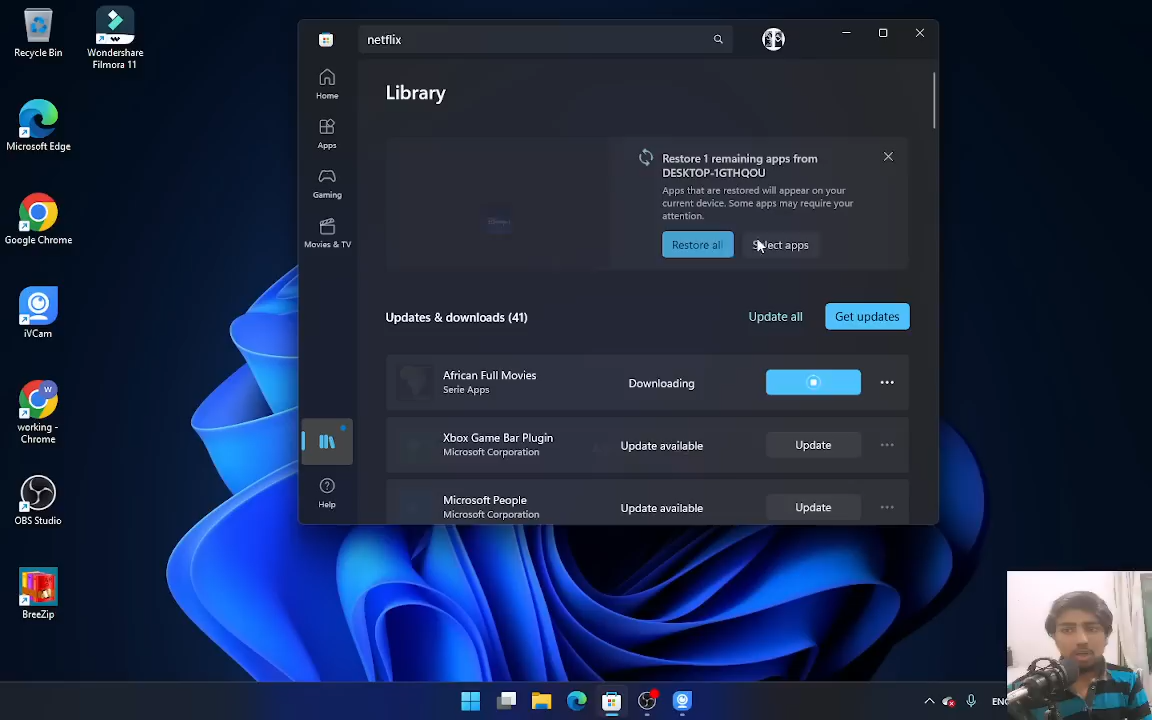 Recycle Bin
Wondershare
Filmora 11
Microsoft Edge
Google Chrome
iVCam
W
working -
Chrome
OBS Studio
BreeZip
netflix
Home
Apps
Gaming
Movies & TV
Help
Library
Restore 1 remaining apps from
DESKTOP-1GTHQOU
Apps that are restored will appear on your
current device. Some apps may require your
attention.
Restore all
Select apps
Updates & downloads (41)
Update all
Get updates
African Full Movies
Serie Apps
Downloading
Xbox Game Bar Plugin
Microsoft Corporation
Update available
Update
Microsoft People
Microsoft Corporation
Update available
Update